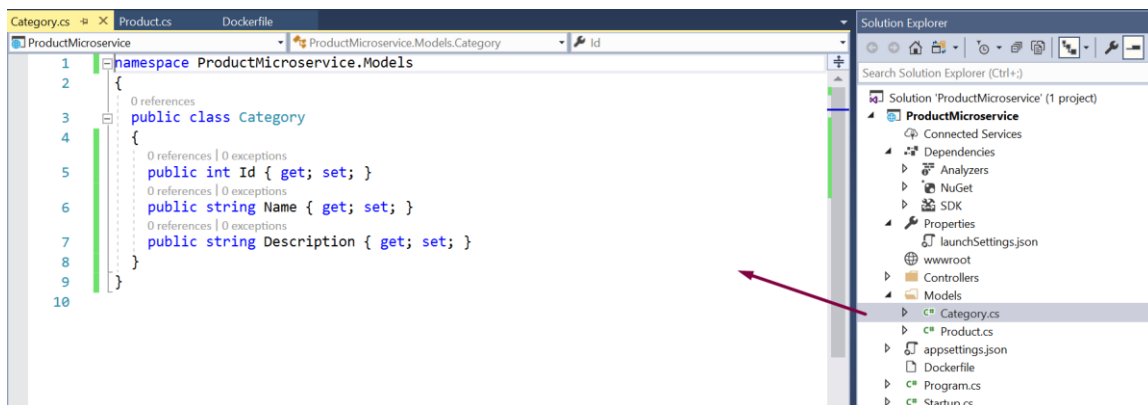 Category.cs Product.cs Dockerfile
ProductMicroservice ProductMicroservice.Models.Category Id
1 namespace ProductMicroservice.Models
2 {
0 references
3 public class Category
4 {
0 references | 0 exceptions
5 public int Id { get; set; }
0 references | 0 exceptions
6 public string Name { get; set; }
0 references | 0 exceptions
7 public string Description { get; set; }
8 }
9 }
10
Solution Explorer
Search Solution Explorer (Ctrl+;)
Solution 'ProductMicroservice' (1 project)
ProductMicroservice
Connected Services
Dependencies
Analyzers
NuGet
SDK
Properties
launchSettings.json
wwwroot
Controllers
Models
C# Category.cs
C# Product.cs
appsettings.json
Dockerfile
C# Program.cs
C# Startup.cs